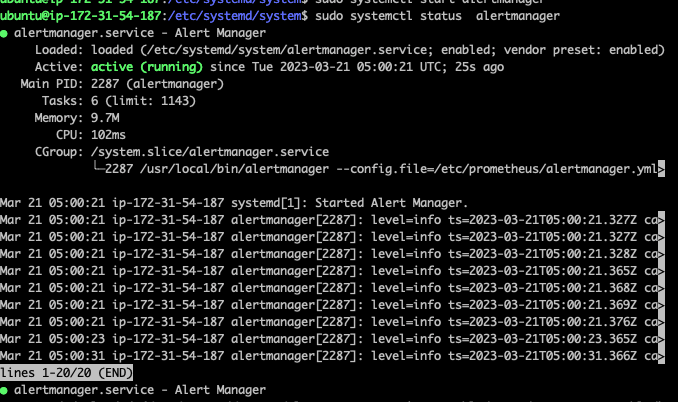 ubuntu@ip-172-31-54-187:/etc/systemd/system$ sudo systemctl start alertmanager
ubuntu@ip-172-31-54-187:/etc/systemd/system$ sudo systemctl status  alertmanager
● alertmanager.service - Alert Manager
     Loaded: loaded (/etc/systemd/system/alertmanager.service; enabled; vendor preset: enabled)
     Active: active (running) since Tue 2023-03-21 05:00:21 UTC; 25s ago
   Main PID: 2287 (alertmanager)
      Tasks: 6 (limit: 1143)
     Memory: 9.7M
        CPU: 102ms
     CGroup: /system.slice/alertmanager.service
             └─2287 /usr/local/bin/alertmanager --config.file=/etc/prometheus/alertmanager.yml>
Mar 21 05:00:21 ip-172-31-54-187 systemd[1]: Started Alert Manager.
Mar 21 05:00:21 ip-172-31-54-187 alertmanager[2287]: level=info ts=2023-03-21T05:00:21.327Z ca>
Mar 21 05:00:21 ip-172-31-54-187 alertmanager[2287]: level=info ts=2023-03-21T05:00:21.327Z ca>
Mar 21 05:00:21 ip-172-31-54-187 alertmanager[2287]: level=info ts=2023-03-21T05:00:21.328Z ca>
Mar 21 05:00:21 ip-172-31-54-187 alertmanager[2287]: level=info ts=2023-03-21T05:00:21.365Z ca>
Mar 21 05:00:21 ip-172-31-54-187 alertmanager[2287]: level=info ts=2023-03-21T05:00:21.368Z ca>
Mar 21 05:00:21 ip-172-31-54-187 alertmanager[2287]: level=info ts=2023-03-21T05:00:21.369Z ca>
Mar 21 05:00:21 ip-172-31-54-187 alertmanager[2287]: level=info ts=2023-03-21T05:00:21.376Z ca>
Mar 21 05:00:23 ip-172-31-54-187 alertmanager[2287]: level=info ts=2023-03-21T05:00:23.365Z ca>
Mar 21 05:00:31 ip-172-31-54-187 alertmanager[2287]: level=info ts=2023-03-21T05:00:31.366Z ca>
lines 1-20/20 (END)
● alertmanager.service - Alert Manager